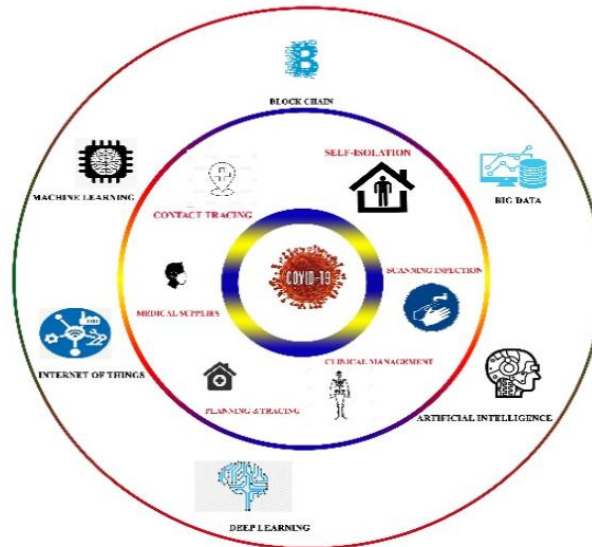 BLOCK CHAIN
SELF-ISOLATION
MACHINE LEARNING
BIG DATA
CONTACT TRACING
COVID-19
SCANNING INFECTION
MEDICAL SUPPLIES
CLINICAL MANAGEMENT
INTERNET OF THINGS
PLANNING &TRACING
ARTIFICIAL INTELLIGENCE
DEEP LEARNING